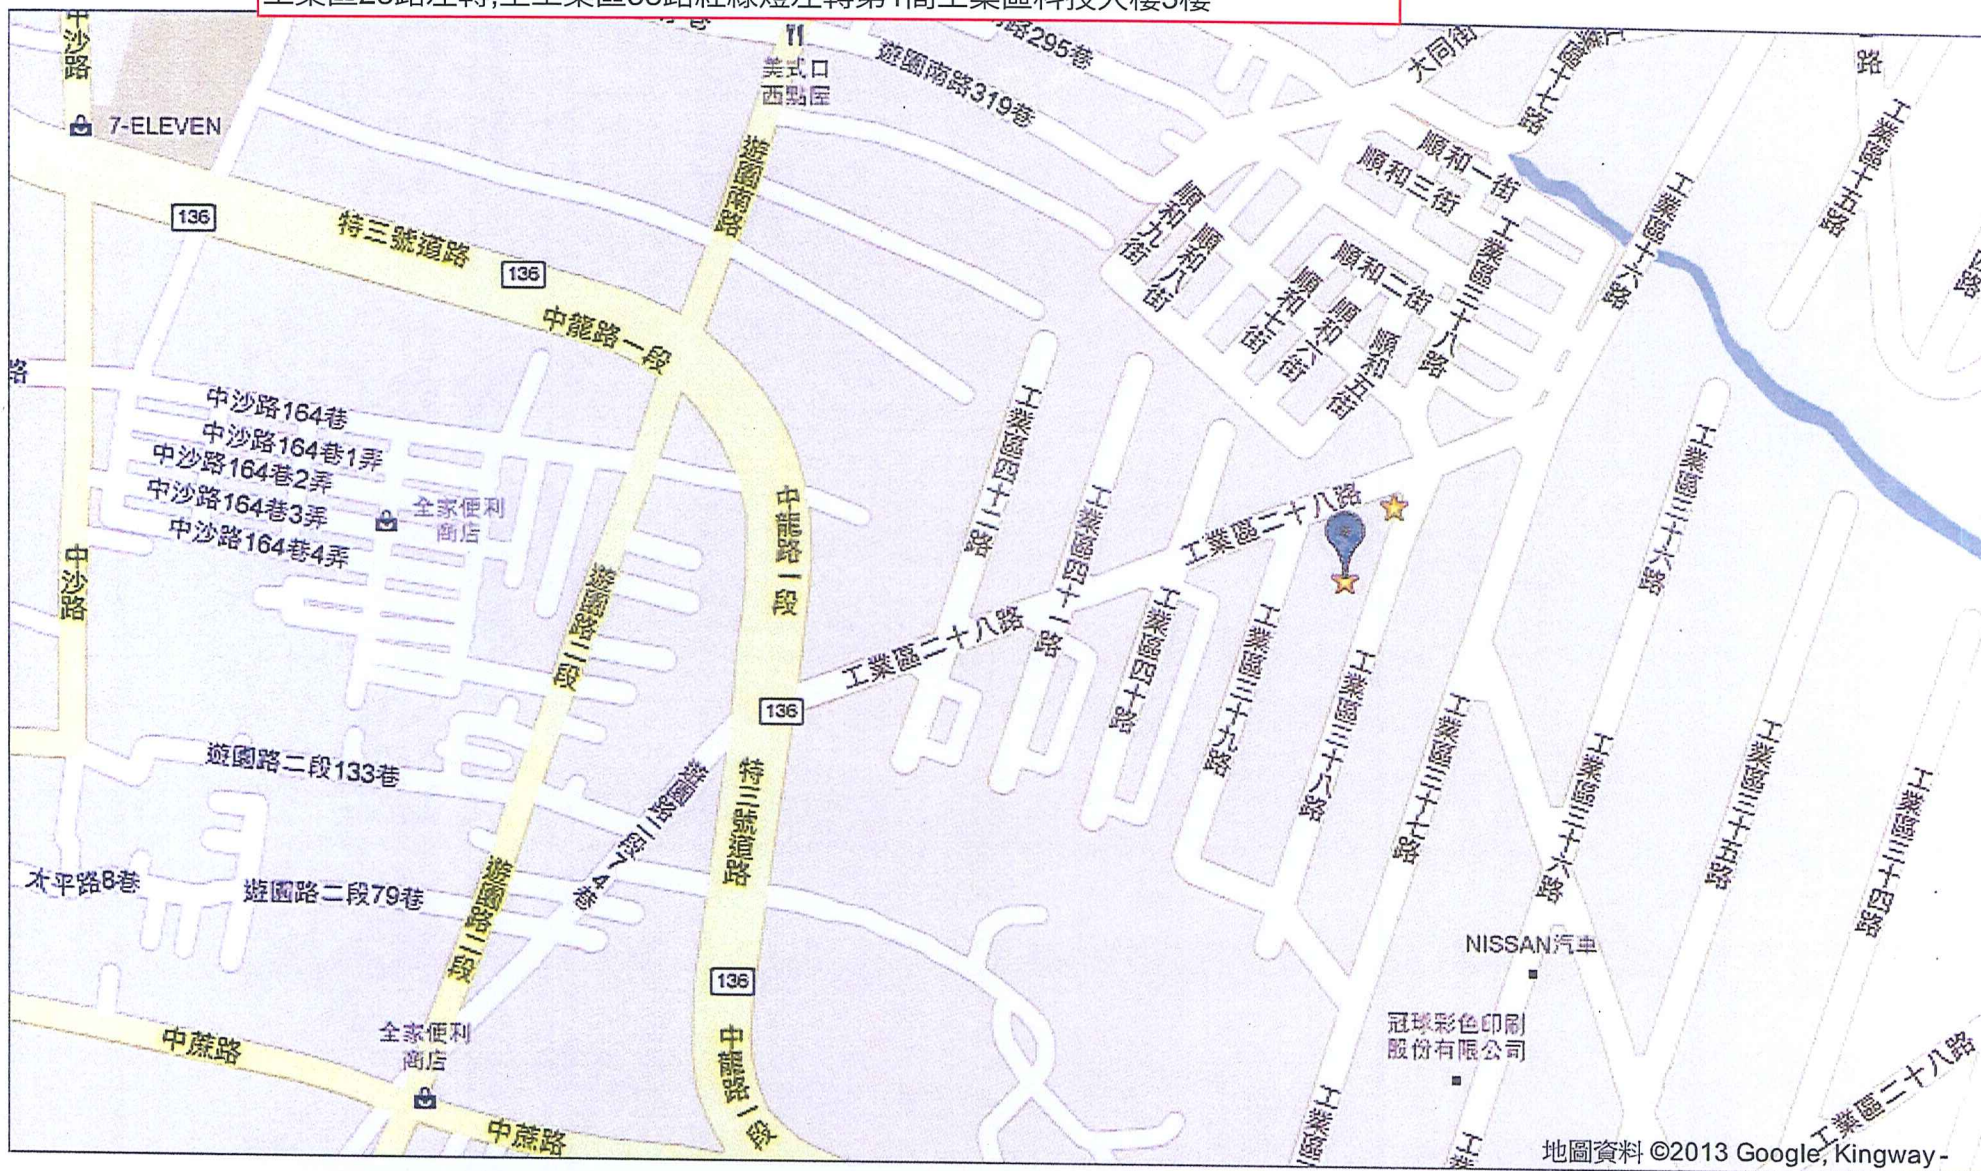 中沙路
7-ELEVEN
美式口
西點屋
遊園南路319巷
路295巷
大同街
十七路
路
工業區十五路
順和一街
順和三街
工業區十六路
遊園南路
136
特三號道路
136
順和九街
順和八街
順和二街
工業區三十八路
順和七街
順和六街
順和五街
中龍路一段
路
中沙路164巷
中沙路164巷1弄
中沙路164巷2弄
中沙路164巷3弄
中沙路164巷4弄
全家便利
商店
中龍路一段
工業區四十二路
工業區四十一路
工業區二十八路
工業區三十六路
中沙路
遊園路二段
工業區二十八路
工業區四十路
工業區三十九路
工業區三十八路
工業區三十七路
136
遊園路二段133巷
遊園路二段74巷
特三號道路
工業區三十六路
工業區三十五路
工業區三十四路
太平路8巷
遊園路二段79巷
遊園路二段
NISSAN汽車
136
冠球彩色印刷
股份有限公司
中蔗路
全家便利
商店
中龍路一段
中蔗路
工業區
工業區二十八路
地圖資料 ©2013 Google, Kingway -